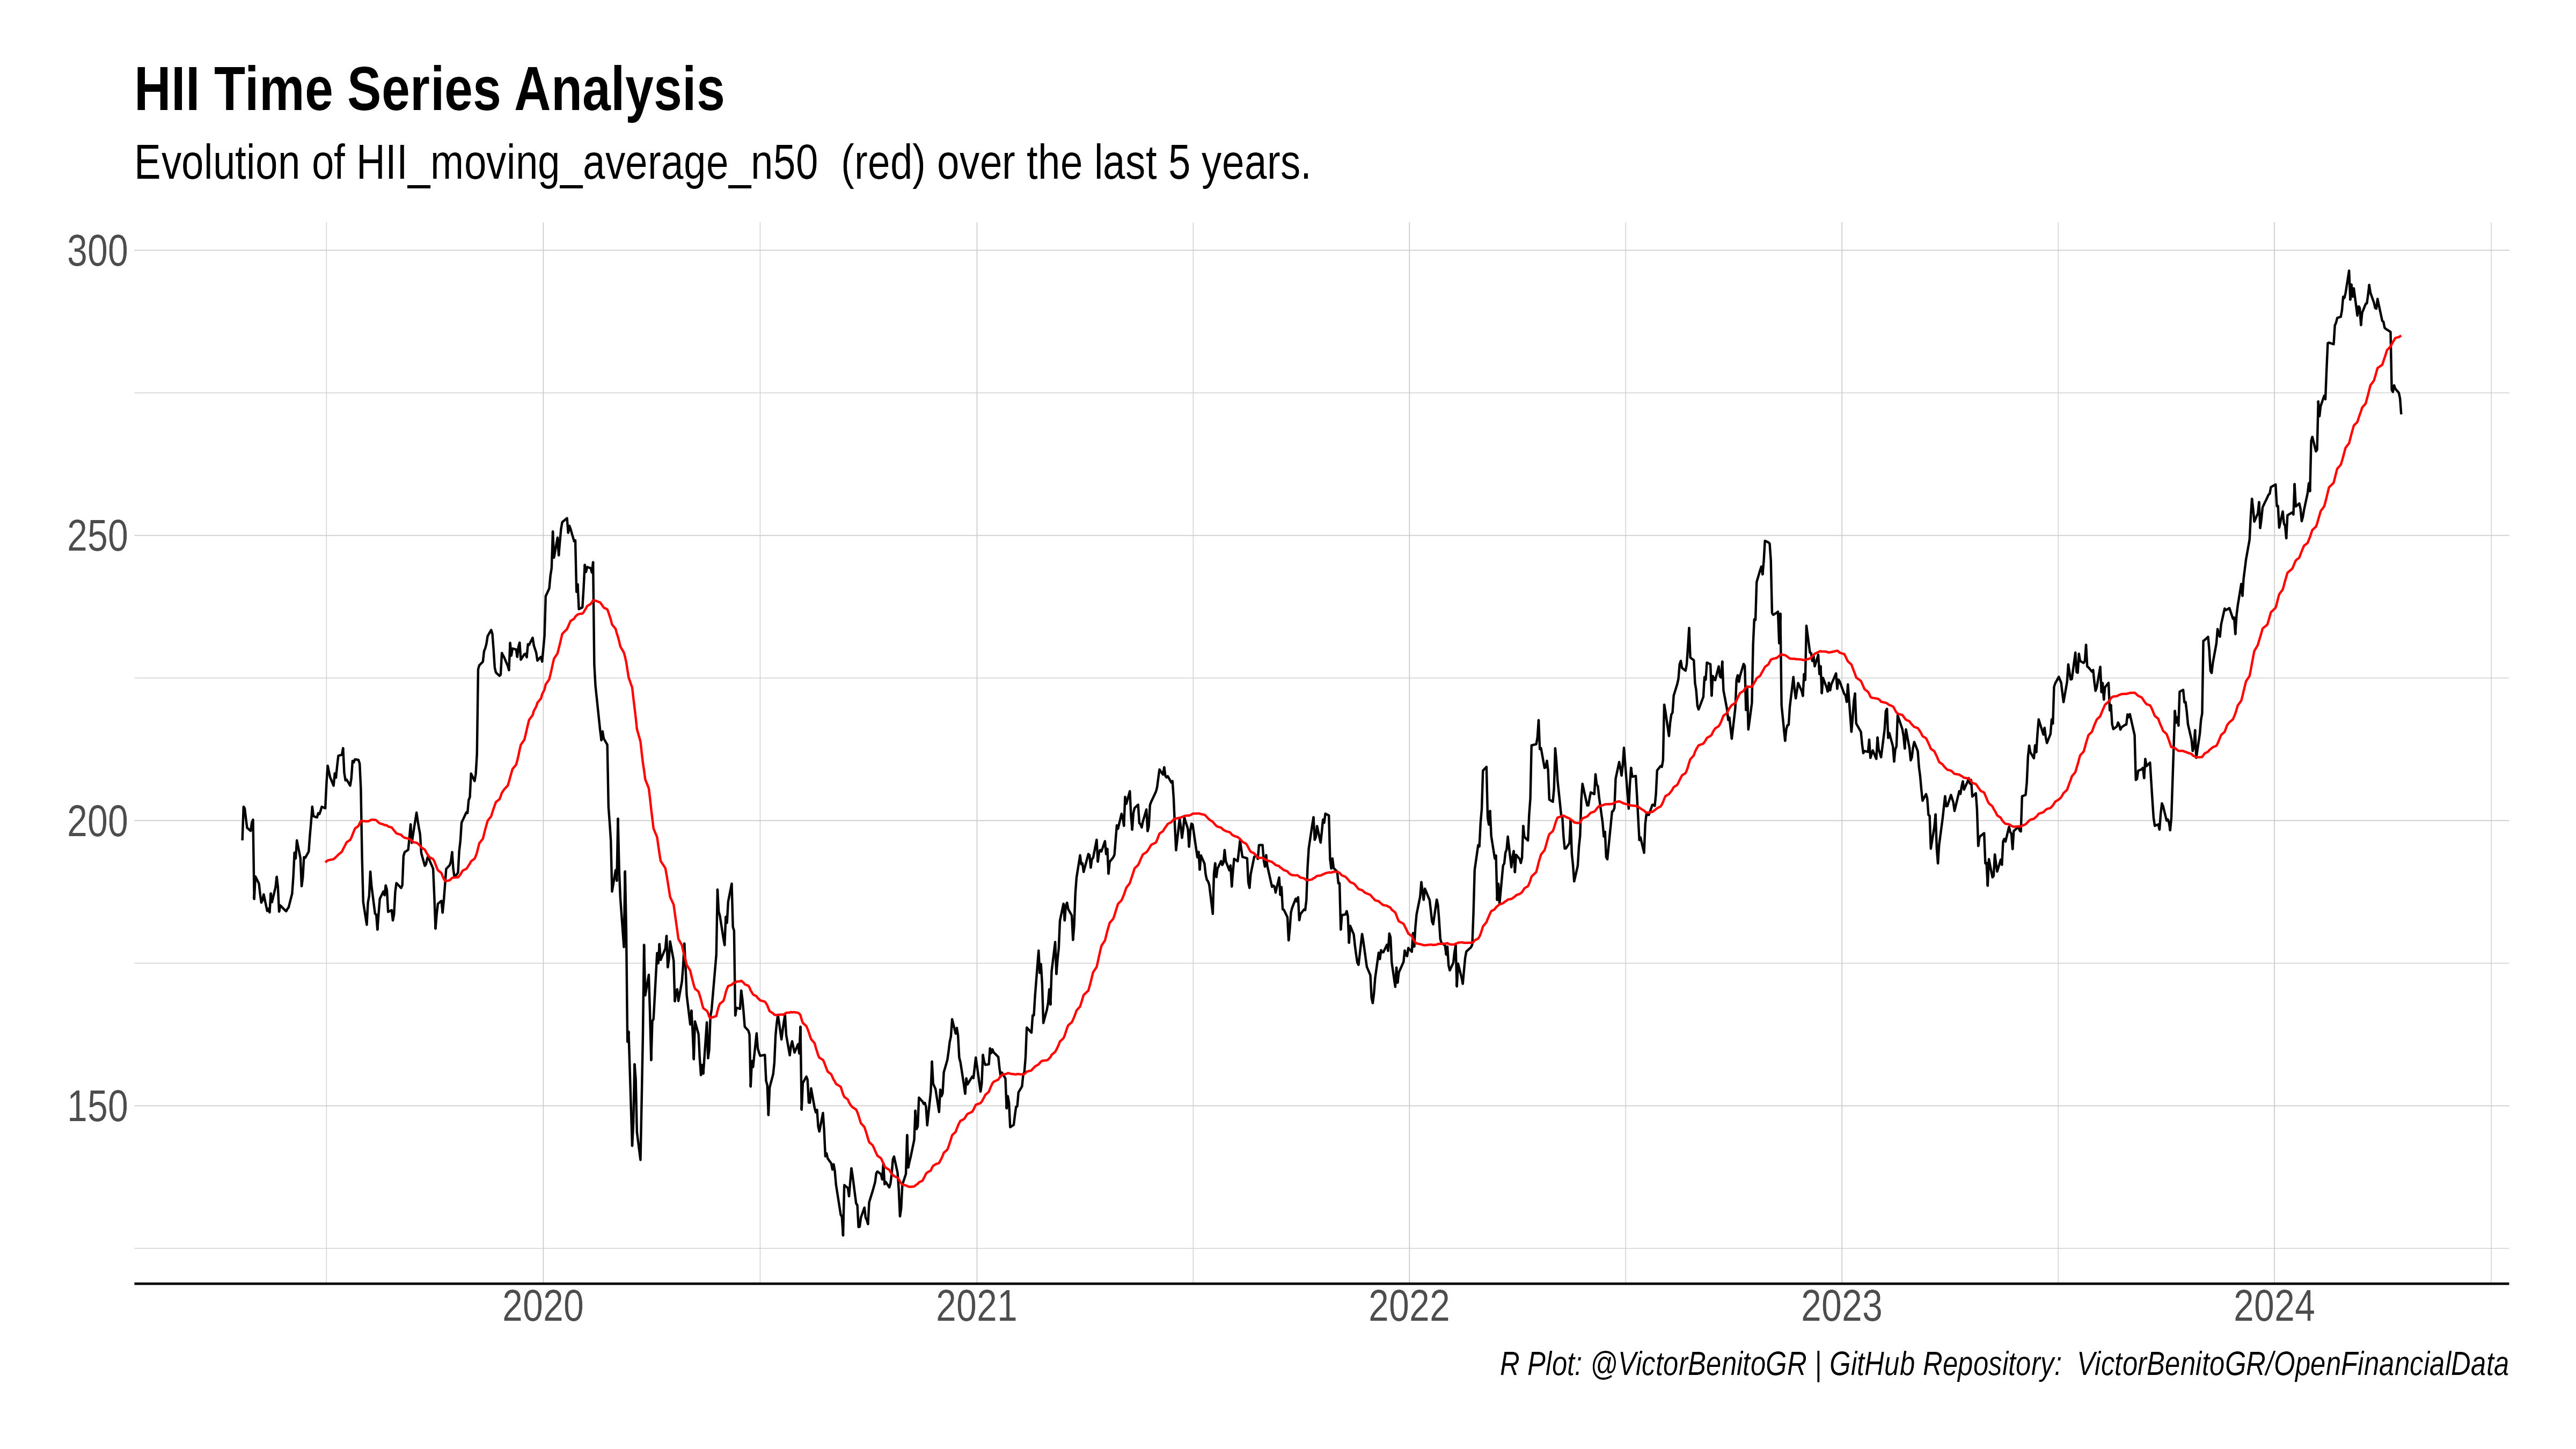 HII Time Series Analysis
Evolution of HII_moving_average_n50  (red) over the last 5 years.
300
250
200
150
2020 2021 2022 2023 2024
R Plot: @VictorBenitoGR | GitHub Repository:  VictorBenitoGR/OpenFinancialData